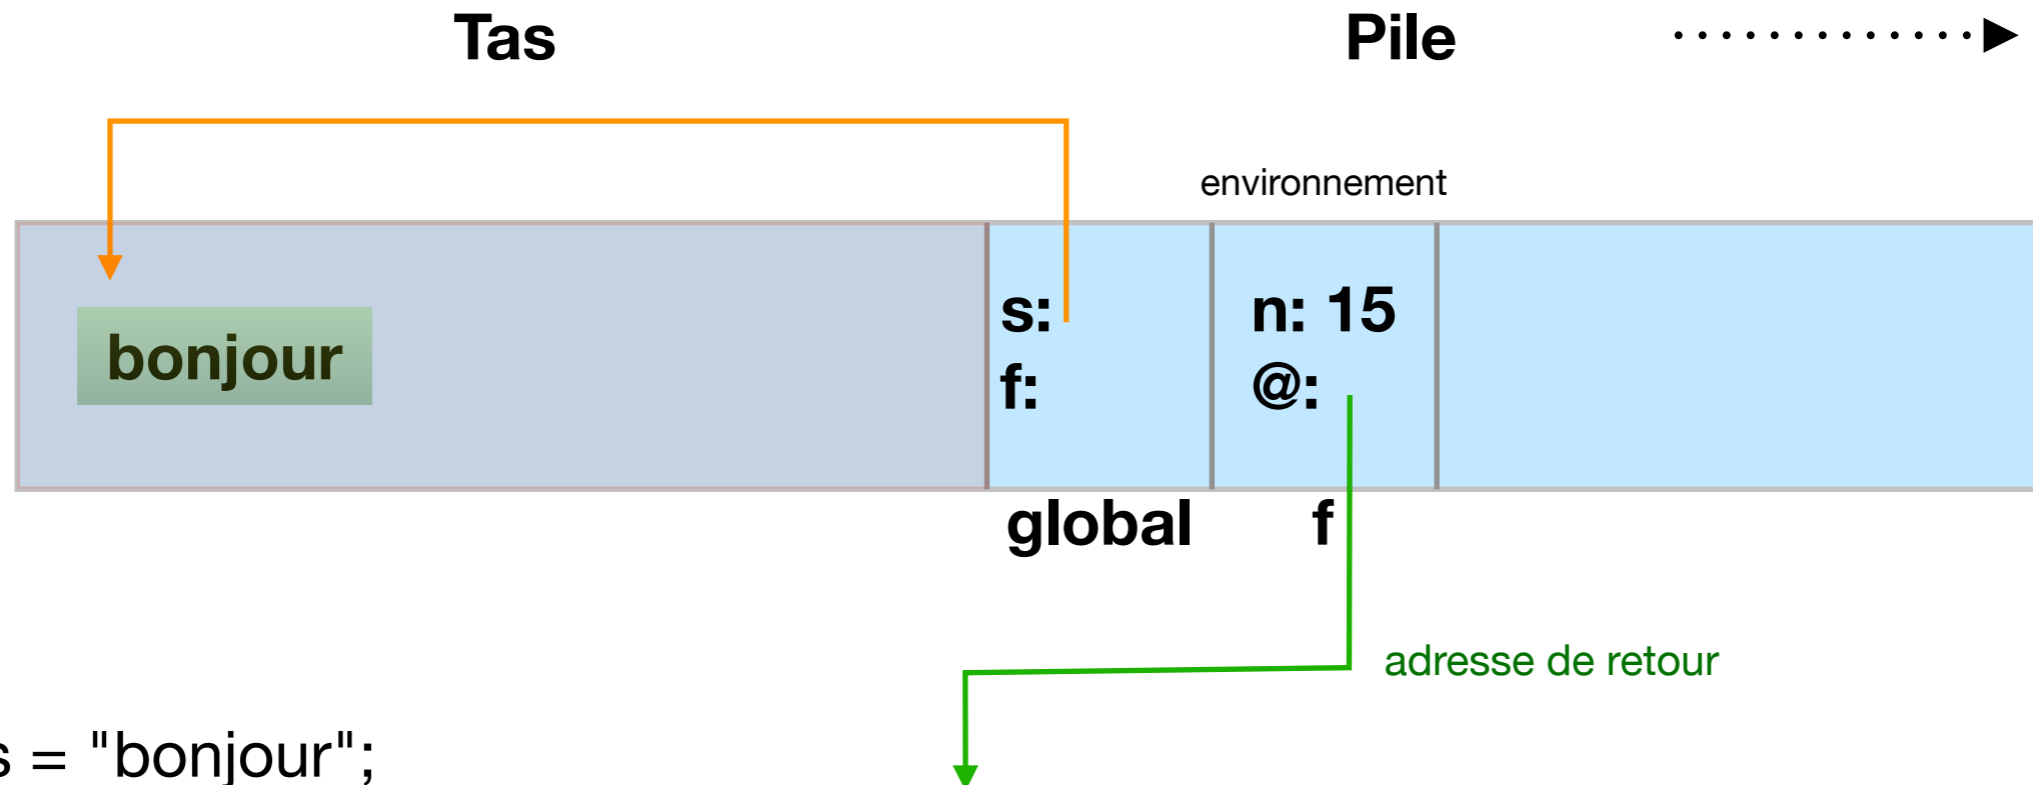 Tas
Pile
environnement
bonjour
s:
f:
n: 15
@:
global
f
adresse de retour
s = "bonjour";